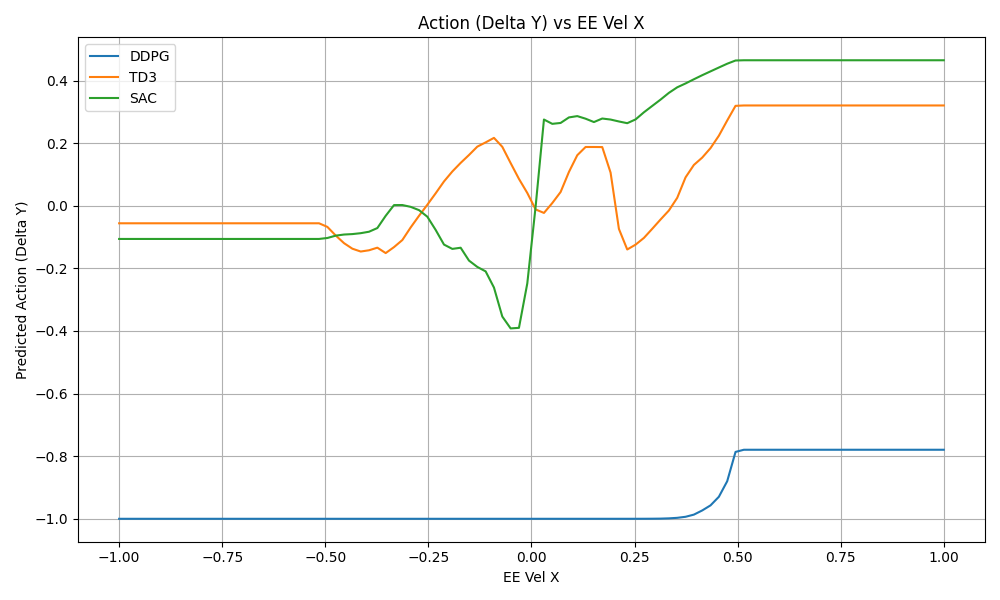 Action (Delta Y) vs EE Vel X
DDPG
TD3
SAC
Predicted Action (Delta Y)
0.4
0.2
0.0
−0.2
−0.4
−0.6
−0.8
−1.0
−1.00 −0.75 −0.50 −0.25 0.00 0.25 0.50 0.75 1.00
EE Vel X